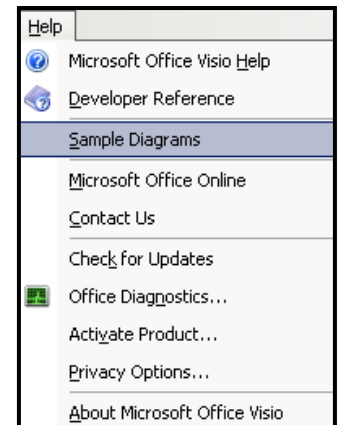 Help
Microsoft Office Visio Help
Developer Reference
Sample Diagrams
Microsoft Office Online
Contact Us
Check for Updates
Office Diagnostics...
Activate Product...
Privacy Options...
About Microsoft Office Visio